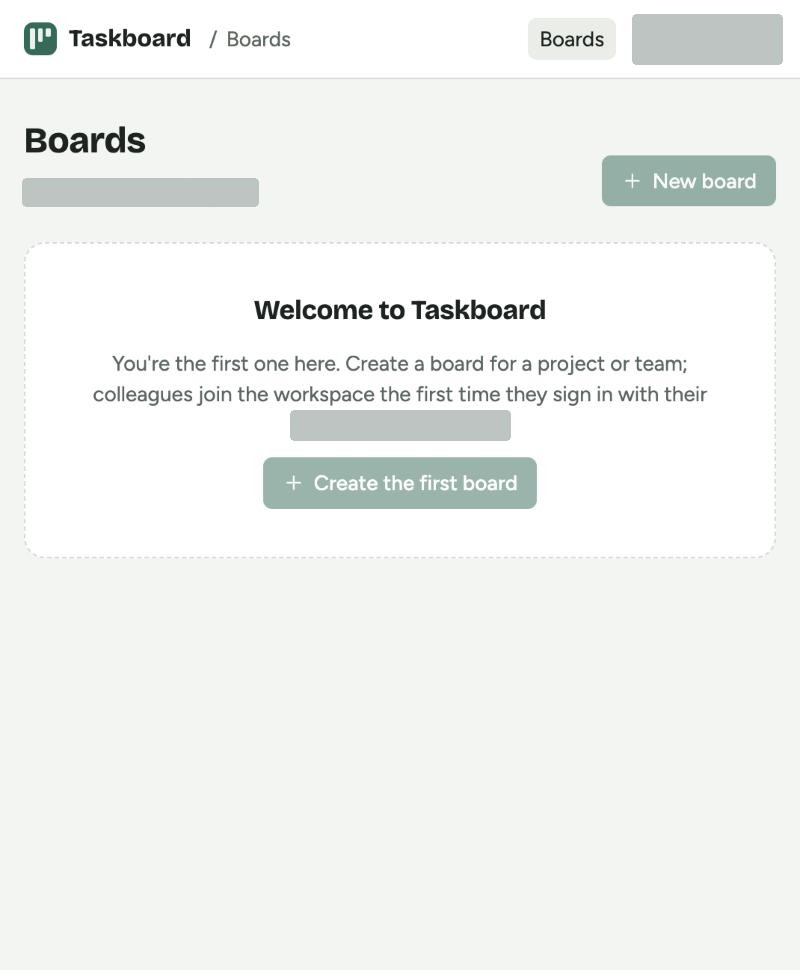 Taskboard / Boards
Boards
Boards
+ New board
Welcome to Taskboard
You're the first one here. Create a board for a project or team;
colleagues join the workspace the first time they sign in with their
+ Create the first board